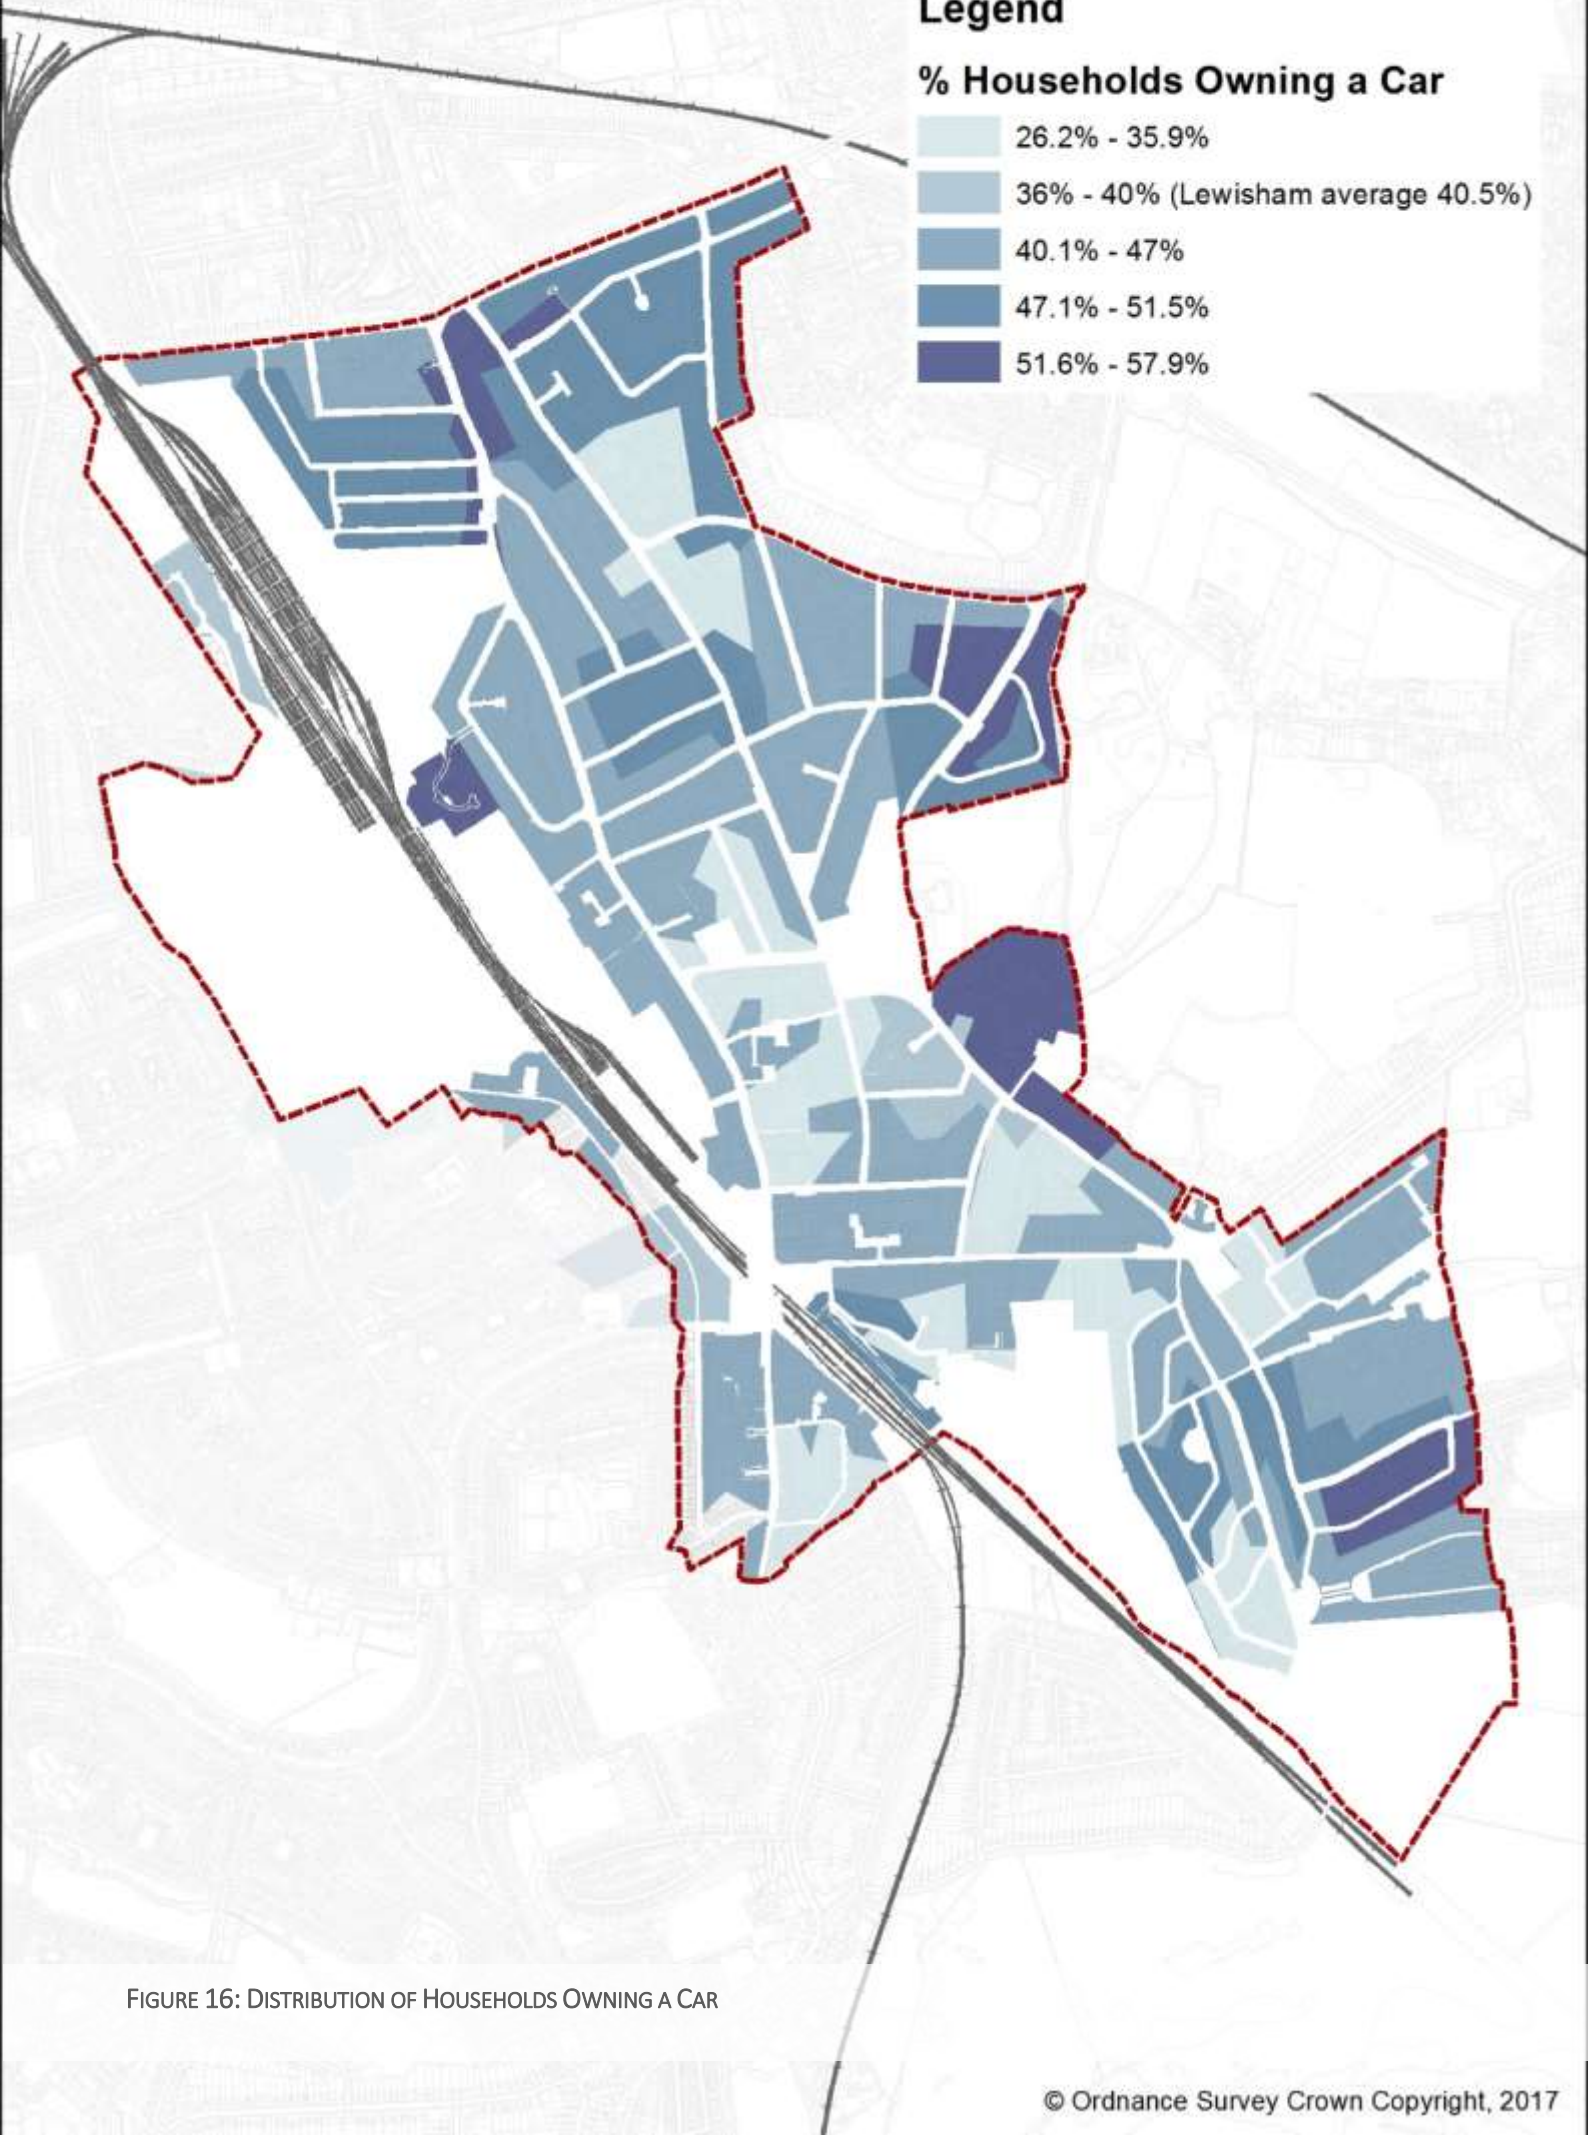 Legend
% Households Owning a Car
26.2% - 35.9%
36% - 40% (Lewisham average 40.5%)
40.1% - 47%
47.1% - 51.5%
51.6% - 57.9%
FIGURE 16: DISTRIBUTION OF HOUSEHOLDS OWNING A CAR
© Ordnance Survey Crown Copyright, 2017